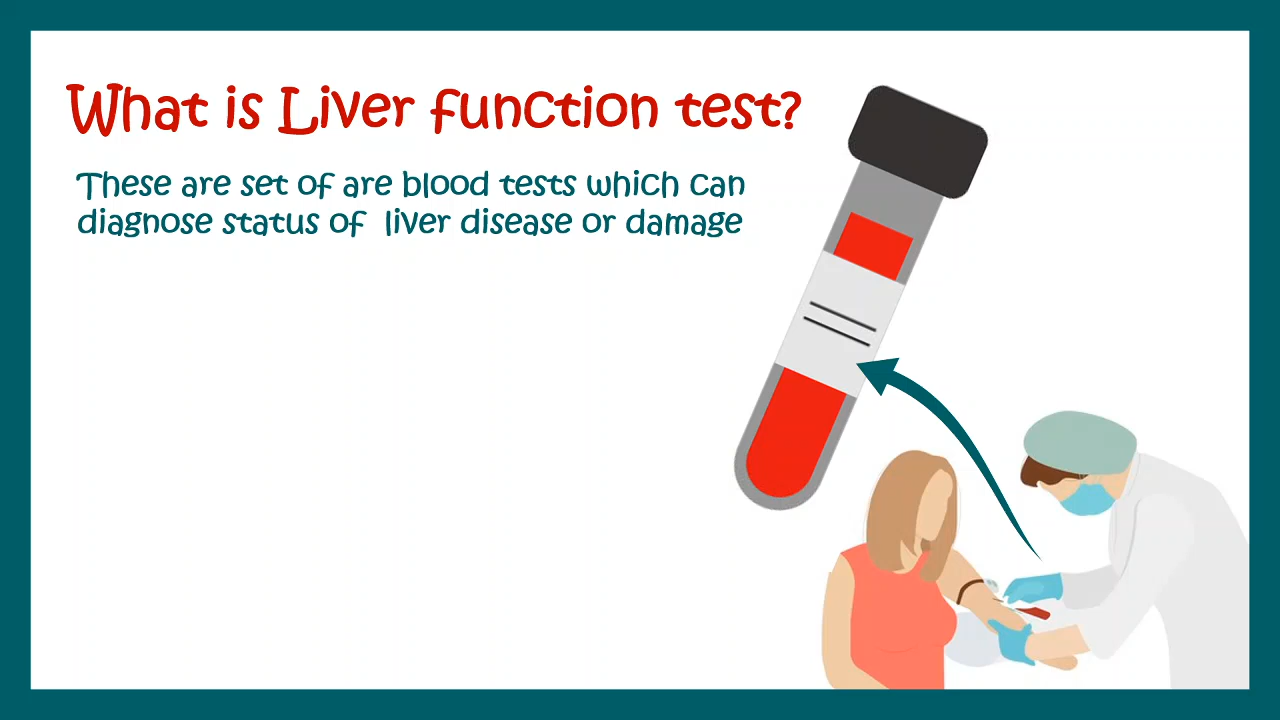 What is Liver function test?
These are set of are blood tests which can
diagnose status of liver disease or damage